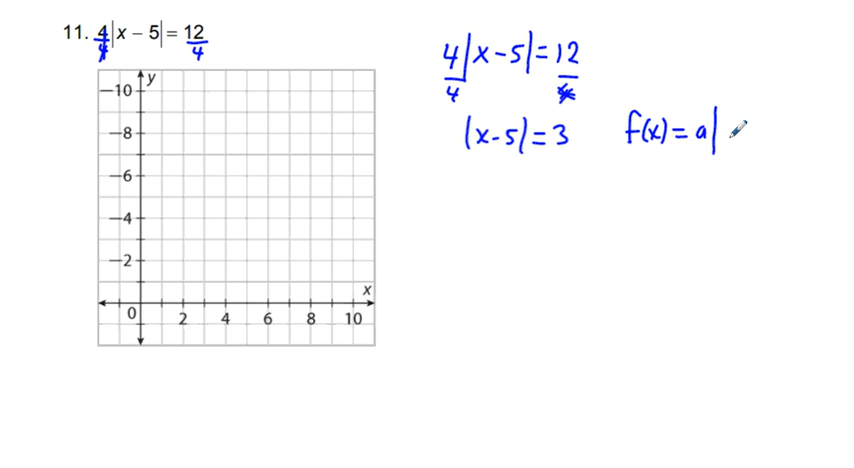 11. 4|x − 5| = 12
4 4
4|x-5|=12
4
|x-5|=3
f(x)=a|
y
−10
−8
−6
−4
−2
x
0 2 4 6 8 10